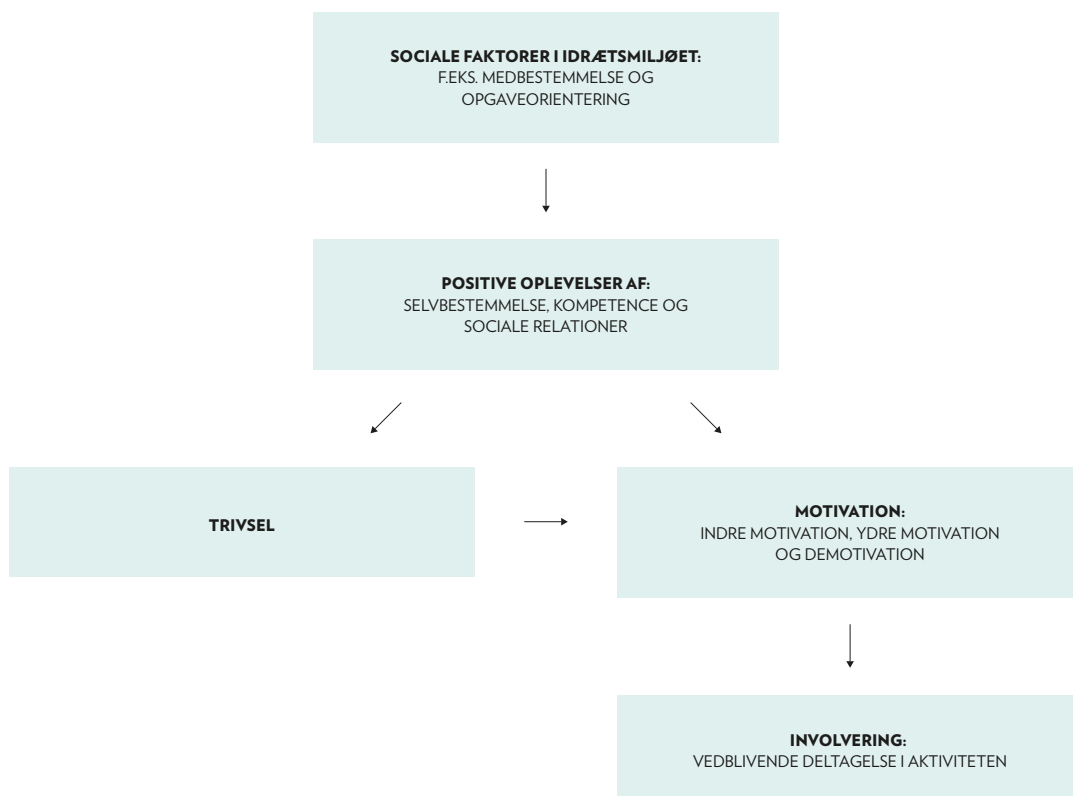 SOCIALE FAKTORER I IDRÆTSMILJØET:
F.EKS. MEDBESTEMMELSE OG
OPGAVEORIENTERING
POSITIVE OPLEVELSER AF:
SELVBESTEMMELSE, KOMPETENCE OG
SOCIALE RELATIONER
TRIVSEL
MOTIVATION:
INDRE MOTIVATION, YDRE MOTIVATION
OG DEMOTIVATION
INVOLVERING:
VEDBLIVENDE DELTAGELSE I AKTIVITETEN